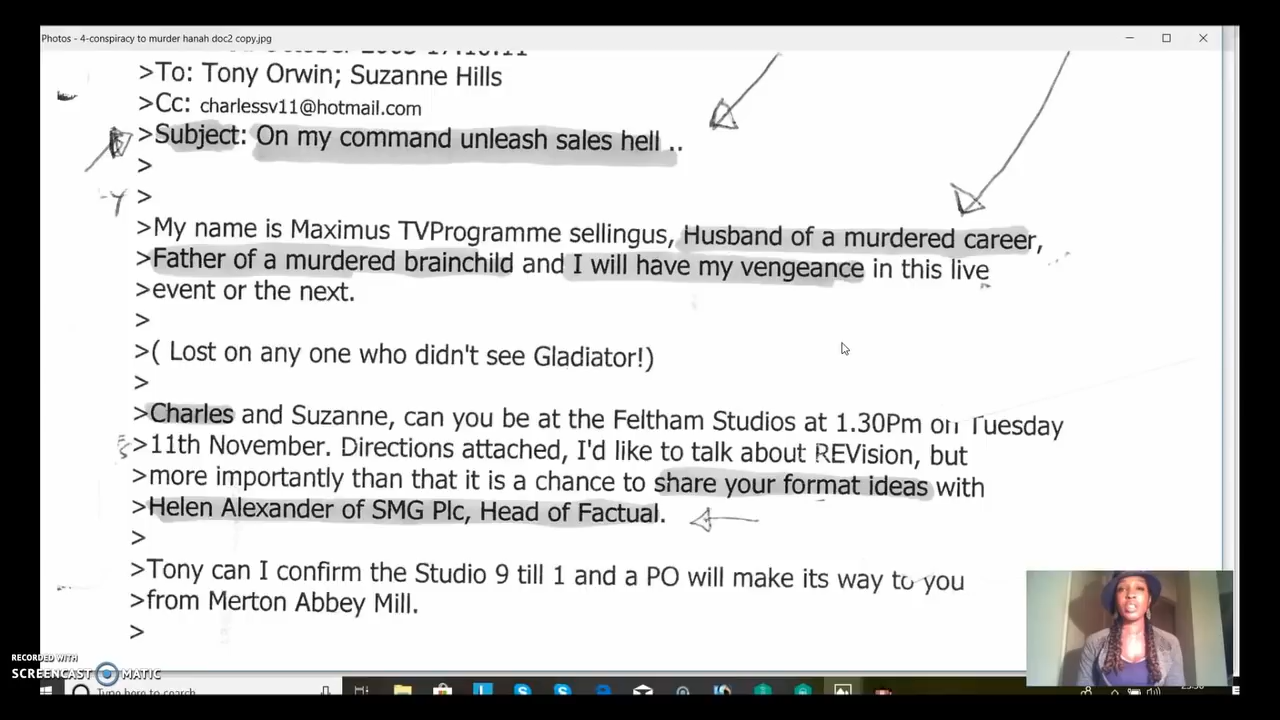 Photos - 4-conspiracy to murder hanah doc2 copy.jpg
>To: Tony Orwin; Suzanne Hills
>Cc: charlessv11@hotmail.com
>Subject: On my command unleash sales hell ..
>
>
>My name is Maximus TVProgramme sellingus, Husband of a murdered career,
>Father of a murdered brainchild and I will have my vengeance in this live
>event or the next.
>
>( Lost on any one who didn't see Gladiator!)
>
>Charles and Suzanne, can you be at the Feltham Studios at 1.30Pm on Tuesday
>11th November. Directions attached, I'd like to talk about REVision, but
>more importantly than that it is a chance to share your format ideas with
>Helen Alexander of SMG Plc, Head of Factual.
>
>Tony can I confirm the Studio 9 till 1 and a PO will make its way to you
>from Merton Abbey Mill.
>
RECORDED WITH
SCREENCAST MATIC
Type here to search